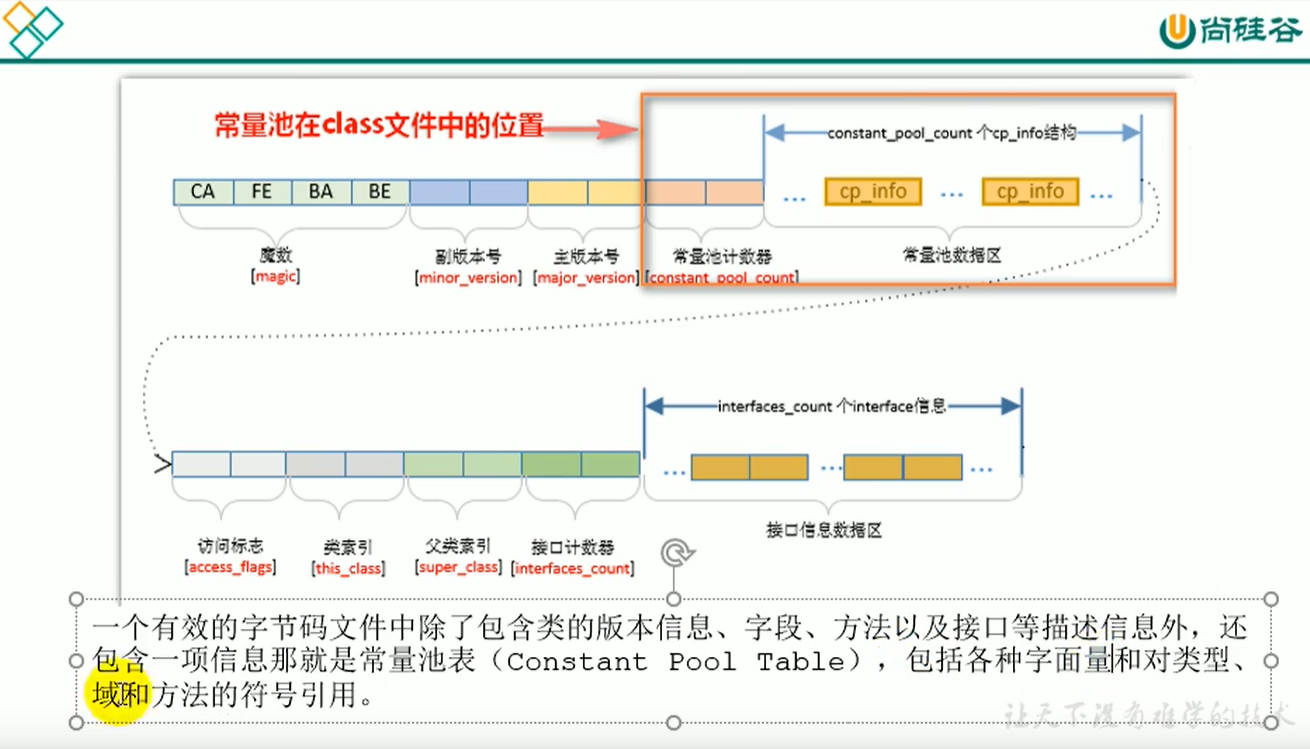 尚硅谷
常量池在class文件中的位置
constant_pool_count 个cp_info结构
CA FE BA BE
... cp_info ... cp_info ...
魔数 副版本号 主版本号 常量池计数器 常量池数据区
[magic] [minor_version] [major_version] [constant_pool_count]
interfaces_count 个interface信息
... ... ...
接口信息数据区
访问标志 类索引 父类索引 接口计数器
[access_flags] [this_class] [super_class] [interfaces_count]
一个有效的字节码文件中除了包含类的版本信息、字段、方法以及接口等描述信息外，还
包含一项信息那就是常量池表（Constant Pool Table），包括各种字面量和对类型、
域和方法的符号引用。
让天下没有难学的技术